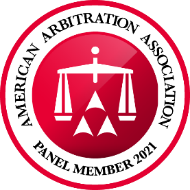 AMERICAN ARBITRATION ASSOCIATION
PANEL MEMBER 2021